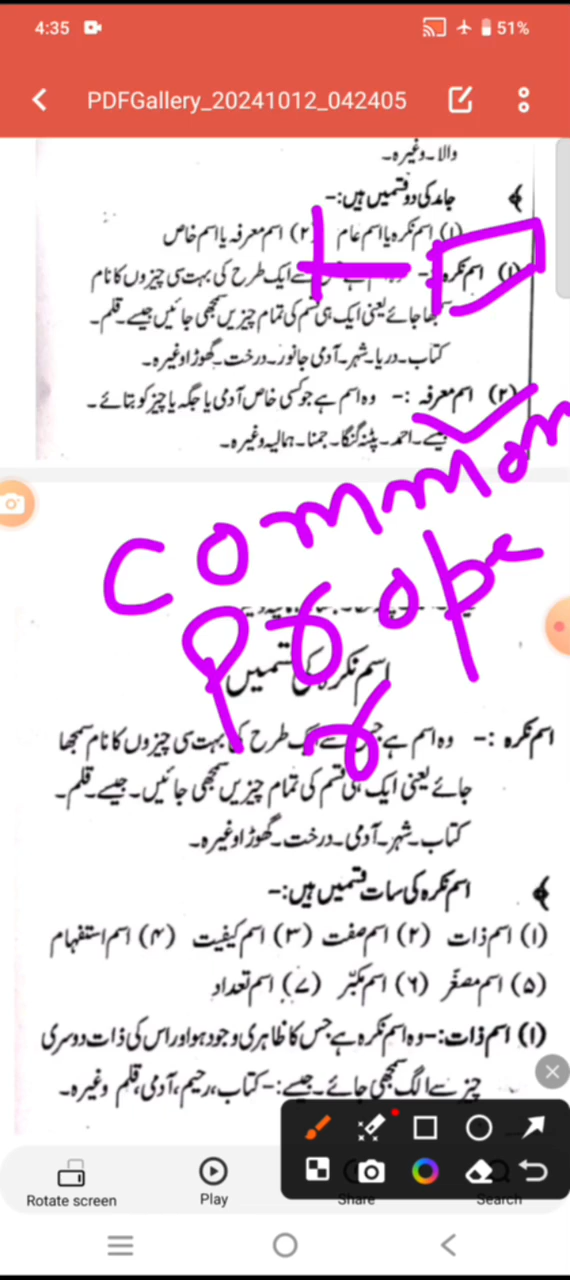 4:35
51%
PDFGallery_20241012_042405
والا۔ وغیرہ۔
جامد کی دو قسمیں ہیں:-
(۱) اسم نکرہ یا اسم عام (۲) اسم معرفہ یا اسم خاص
(۱) اسم نکرہ سے ایک طرح کی بہت سی چیزوں کا نام
سمجھا جائے یعنی ایک ہی قسم کی تمام چیزیں سمجھی جائیں جیسے۔ قلم۔
کتاب۔ دریا۔ شہر۔ آدمی جانور۔ درخت۔ گھوڑا وغیرہ۔
(۲) اسم معرفہ :- وہ اسم ہے جو کسی خاص آدمی یا جگہ یا چیز کو بتائے۔
جیسے۔ احمد۔ پٹنہ گنگا۔ جمنا۔ ہمالیہ وغیرہ۔
common
proper
اسم نکرہ کی قسمیں
اسم نکرہ :- وہ اسم ہے جس سے ایک طرح کی بہت سی چیزوں کا نام سمجھا
جائے یعنی ایک ہی قسم کی تمام چیزیں سمجھی جائیں۔ جیسے۔ قلم۔
کتاب۔ شہر۔ آدمی۔ درخت۔ گھوڑا وغیرہ۔
اسم نکرہ کی سات قسمیں ہیں:-
(۱) اسم ذات (۲) اسم صفت (۳) اسم کیفیت (۴) اسم استفہام
(۵) اسم مصغّر (۶) اسم مکبّر (۷) اسم تعداد
(۱) اسم ذات:- وہ اسم نکرہ ہے جس کا ظاہری وجود ہو اور اس کی ذات دوسری
چیز سے الگ سمجھی جائے۔ جیسے:- کتاب، رحیم، آدمی، قلم وغیرہ۔
Rotate screen
Play
Share
Search